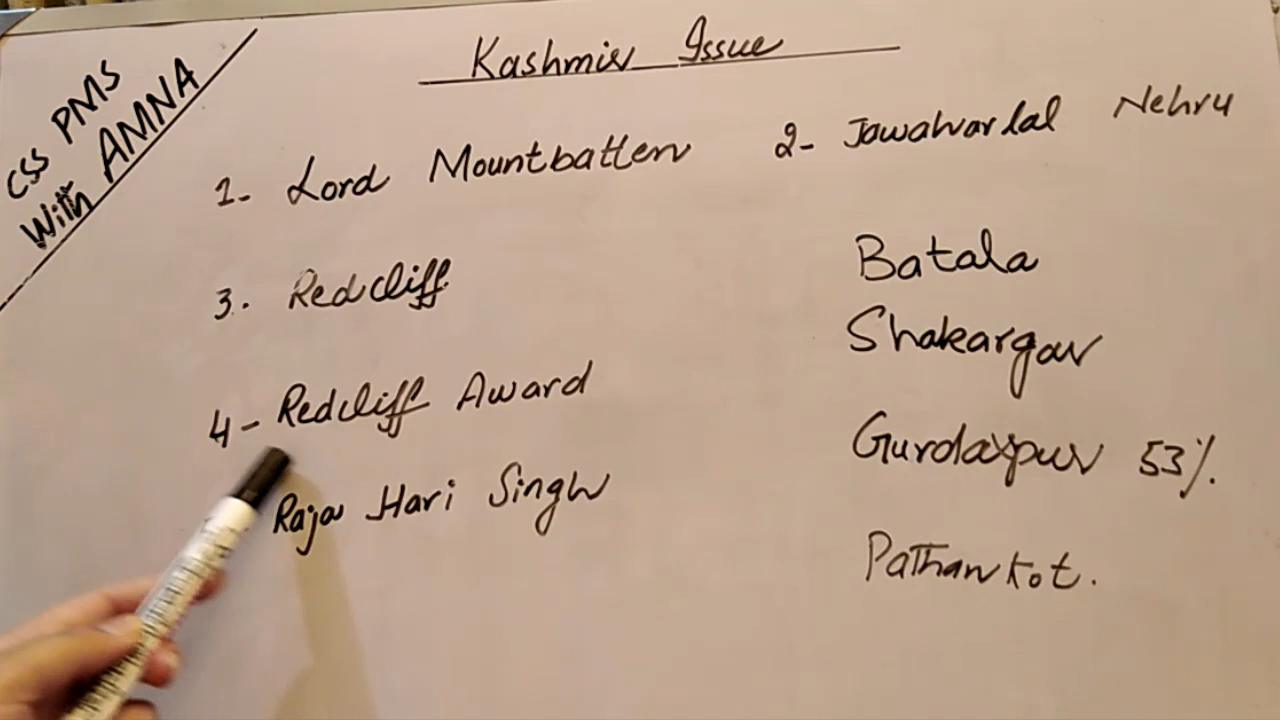 CSS PMS
With AMNA
Kashmir Issue
1- Lord Mountbatten 2- Jawaharlal Nehru
3. Redcliff
Batala
Shakargar
4- Redcliff Award
Gurdaspur 53%.
Raja Hari Singh
Pathankot.